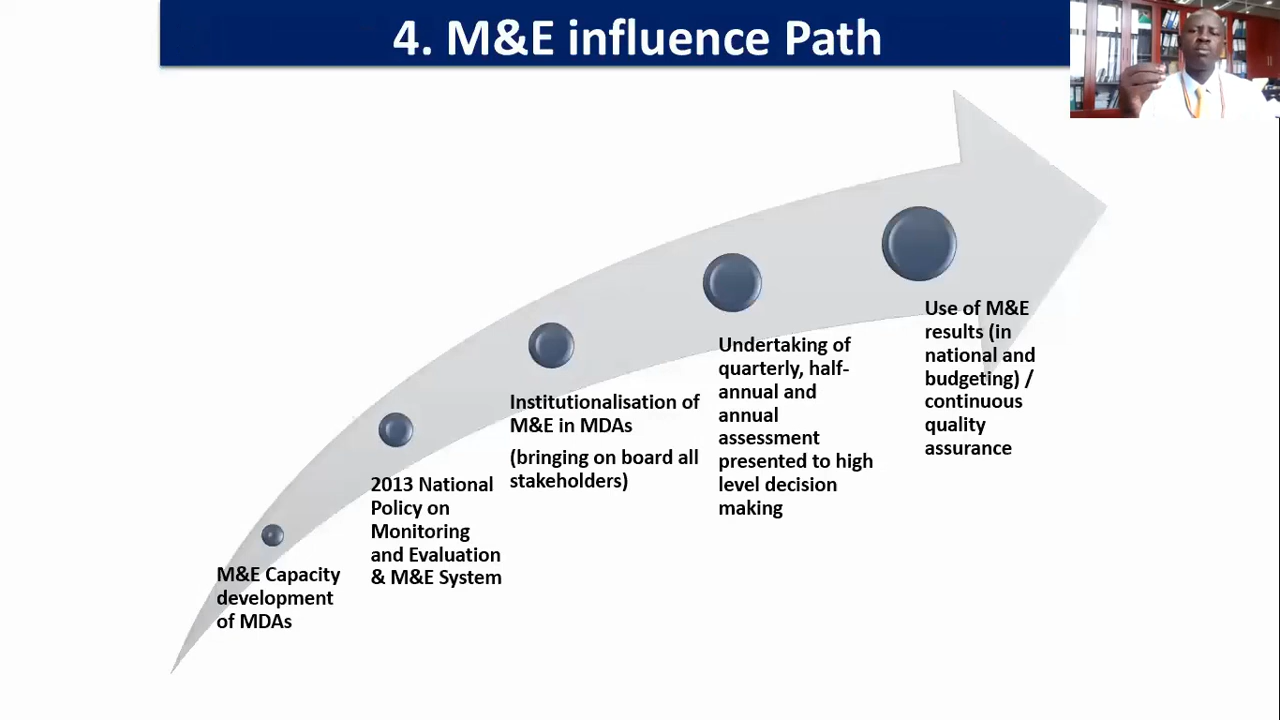 4. M&E influence Path
M&E Capacity
development
of MDAs
2013 National
Policy on
Monitoring
and Evaluation
& M&E System
Institutionalisation of
M&E in MDAs
(bringing on board all
stakeholders)
Undertaking of
quarterly, half-
annual and
annual
assessment
presented to high
level decision
making
Use of M&E
results (in
national and
budgeting) /
continuous
quality
assurance